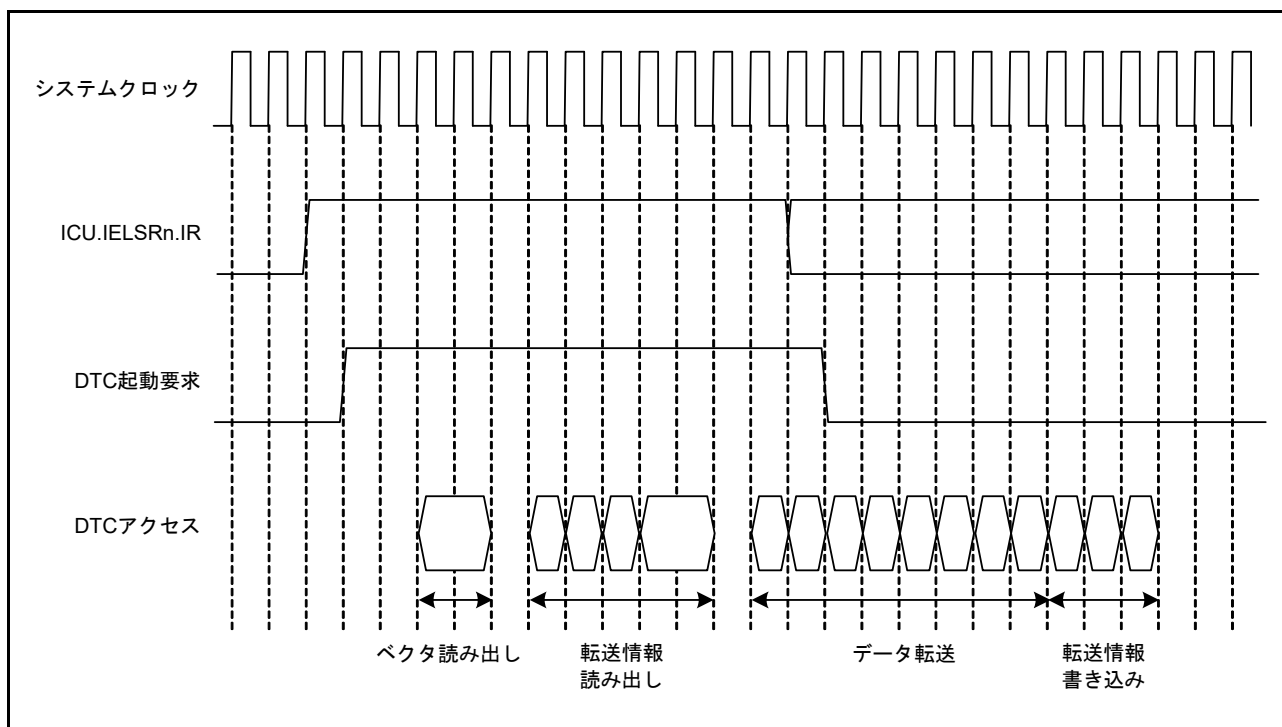 システムクロック
ICU.IELSRn.IR
DTC起動要求
DTCアクセス
ベクタ読み出し
転送情報
読み出し
データ転送
転送情報
書き込み